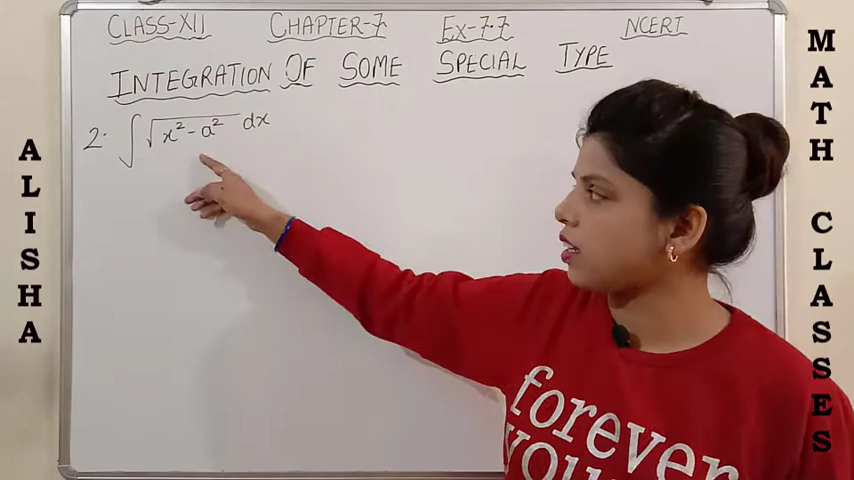 CLASS-XII CHAPTER-7 EX-7.7 NCERT
INTEGRATION OF SOME SPECIAL TYPE
2. ∫ √(x² - a²) dx
ALISHA
MATH CLASSES
forever
YOU